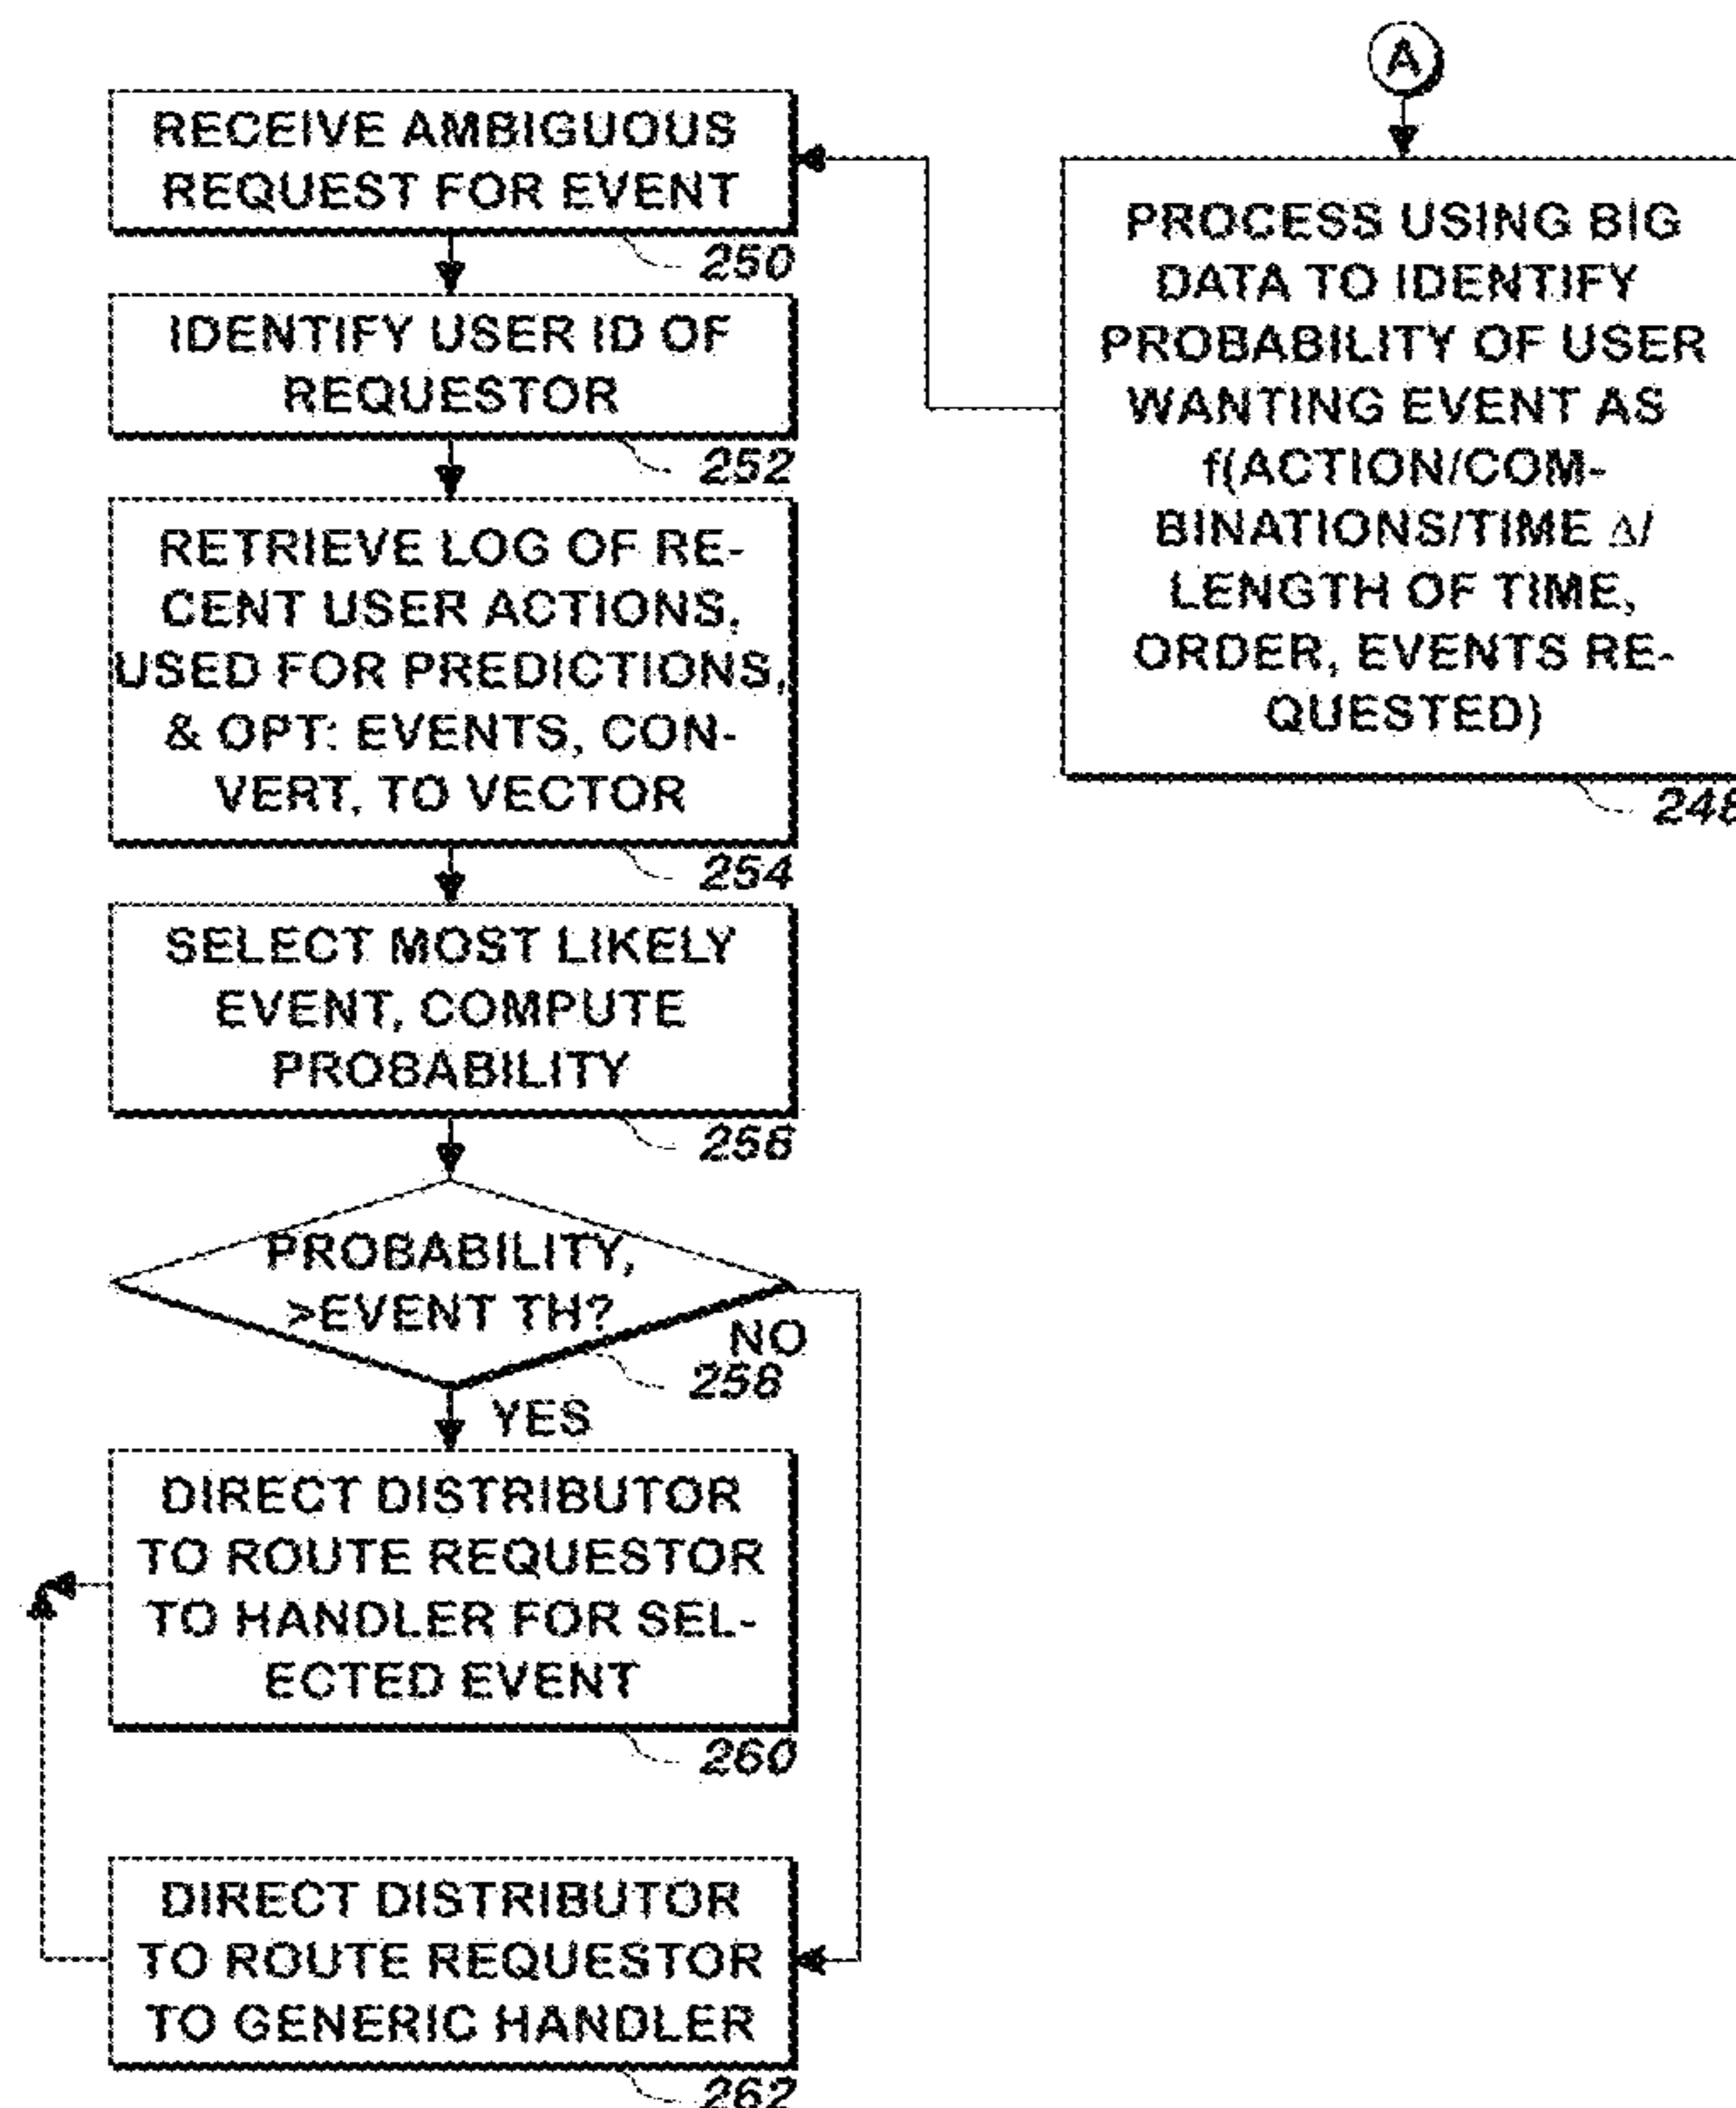 A
PROCESS USING BIG
DATA TO IDENTIFY
PROBABILITY OF USER
WANTING EVENT AS
f(ACTION/COM-
BINATIONS/TIME Δ/
LENGTH OF TIME,
ORDER, EVENTS RE-
QUESTED)
248
RECEIVE AMBIGUOUS
REQUEST FOR EVENT
250
IDENTIFY USER ID OF
REQUESTOR
252
RETRIEVE LOG OF RE-
CENT USER ACTIONS,
USED FOR PREDICTIONS,
& OPT: EVENTS, CON-
VERT, TO VECTOR
254
SELECT MOST LIKELY
EVENT, COMPUTE
PROBABILITY
256
PROBABILITY,
>EVENT TH?
NO
258
YES
DIRECT DISTRIBUTOR
TO ROUTE REQUESTOR
TO HANDLER FOR SEL-
ECTED EVENT
260
DIRECT DISTRIBUTOR
TO ROUTE REQUESTOR
TO GENERIC HANDLER
262